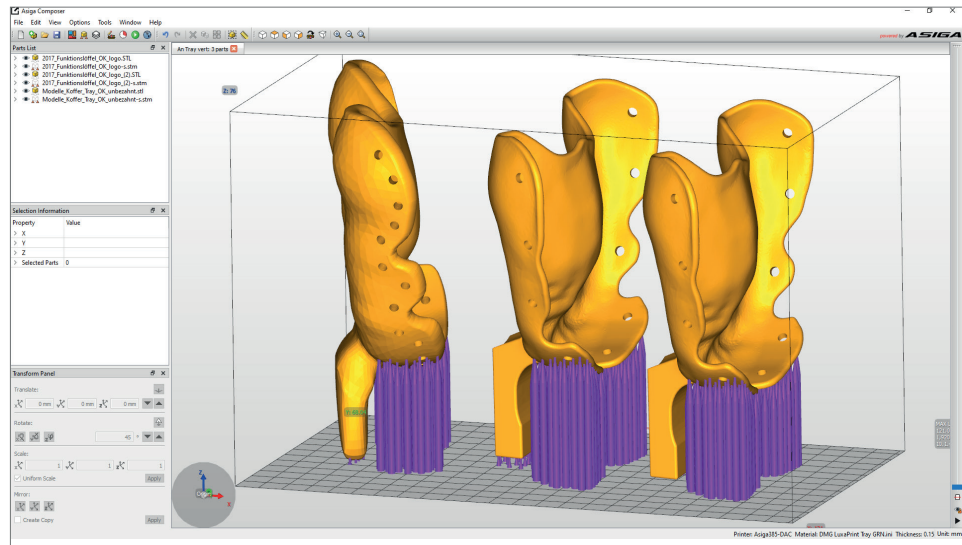 Asiga Composer
File Edit View Options Tools Window Help
powered by ASIGA
Parts List
An Tray vert: 3 parts
2017_Funktionslöffel_OK_logo.STL
2017_Funktionslöffel_OK_logo-s.stm
2017_Funktionslöffel_OK_logo_(2).STL
2017_Funktionslöffel_OK_logo_(2)-s.stm
Modelle_Koffer_Tray_OK_unbezahnt.stl
Modelle_Koffer_Tray_OK_unbezahnt-s.stm
Z: 76
Selection Information
Property Value
X
Y
Z
Selected Parts 0
Transform Panel
Translate:
0 mm 0 mm 0 mm
Rotate:
45 °
Scale:
1 1 1
Uniform Scale Apply
Mirror:
Create Copy Apply
Z
X
Printer: Asiga385-DAC Material: DMG LuxaPrint Tray GRN.ini Thickness: 0.15 Unit: mm